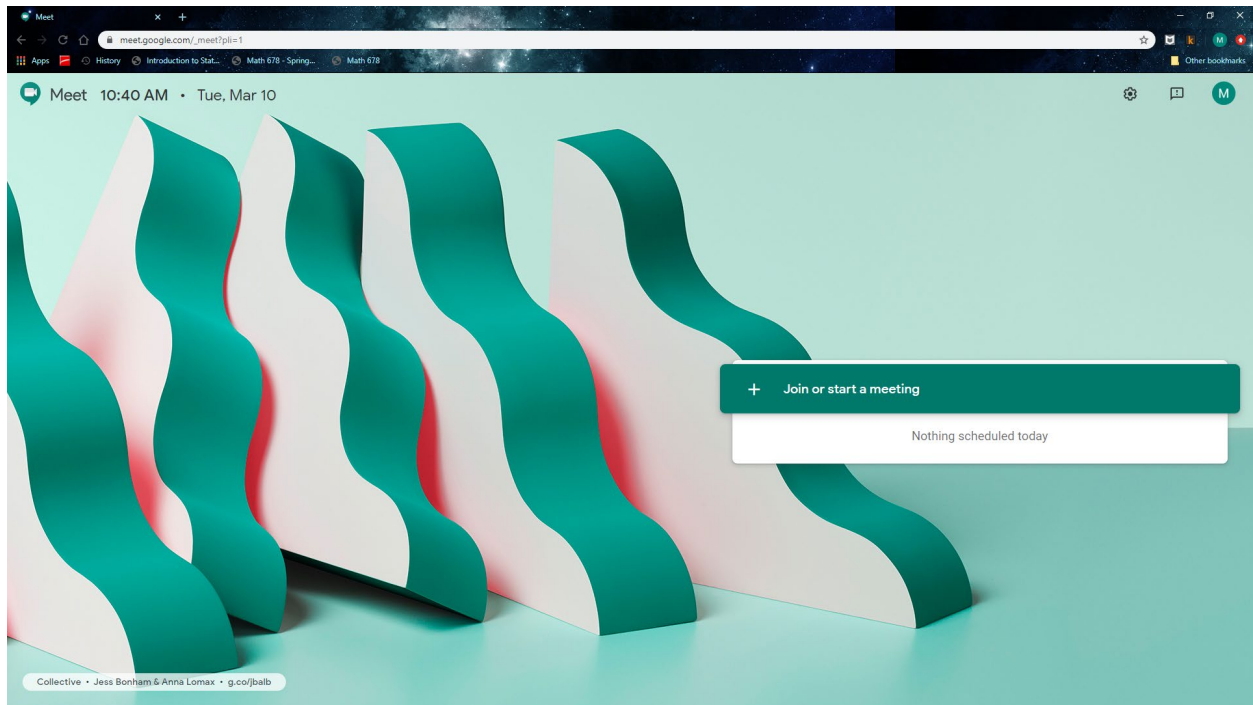 Meet
meet.google.com/_meet?pli=1
Apps History Introduction to Stat... Math 678 - Spring... Math 678 Other bookmarks
Meet 10:40 AM • Tue, Mar 10
M
Join or start a meeting
Nothing scheduled today
Collective • Jess Bonham & Anna Lomax • g.co/jbalb